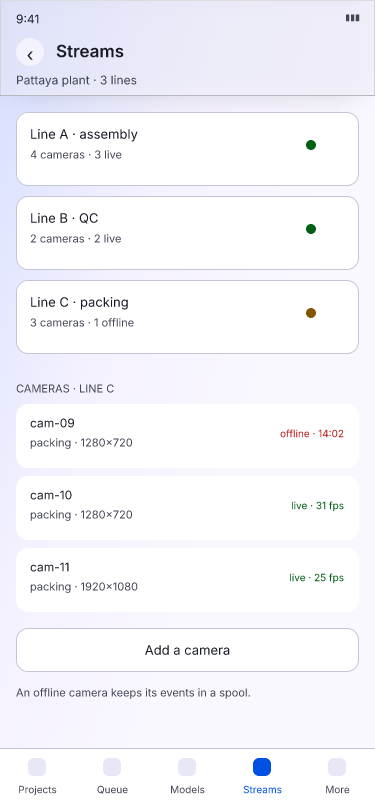 9:41
Streams
Pattaya plant · 3 lines
Line A · assembly
4 cameras · 3 live
Line B · QC
2 cameras · 2 live
Line C · packing
3 cameras · 1 offline
CAMERAS · LINE C
cam-09
packing · 1280×720
offline · 14:02
cam-10
packing · 1280×720
live · 31 fps
cam-11
packing · 1920×1080
live · 25 fps
Add a camera
An offline camera keeps its events in a spool.
Projects
Queue
Models
Streams
More